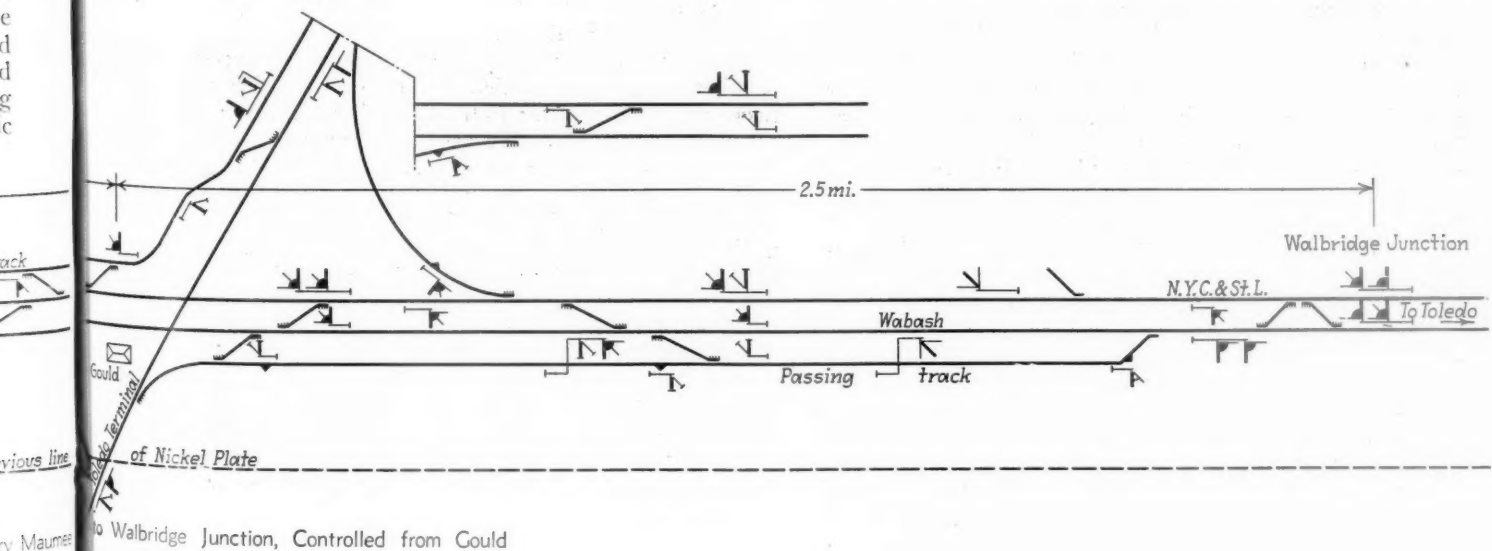 2.5 mi.
Walbridge Junction
N.Y.C.& St. L.
To Toledo
Wabash
Gould
Passing track
Toledo Terminal
of Nickel Plate
to Walbridge Junction, Controlled from Gould